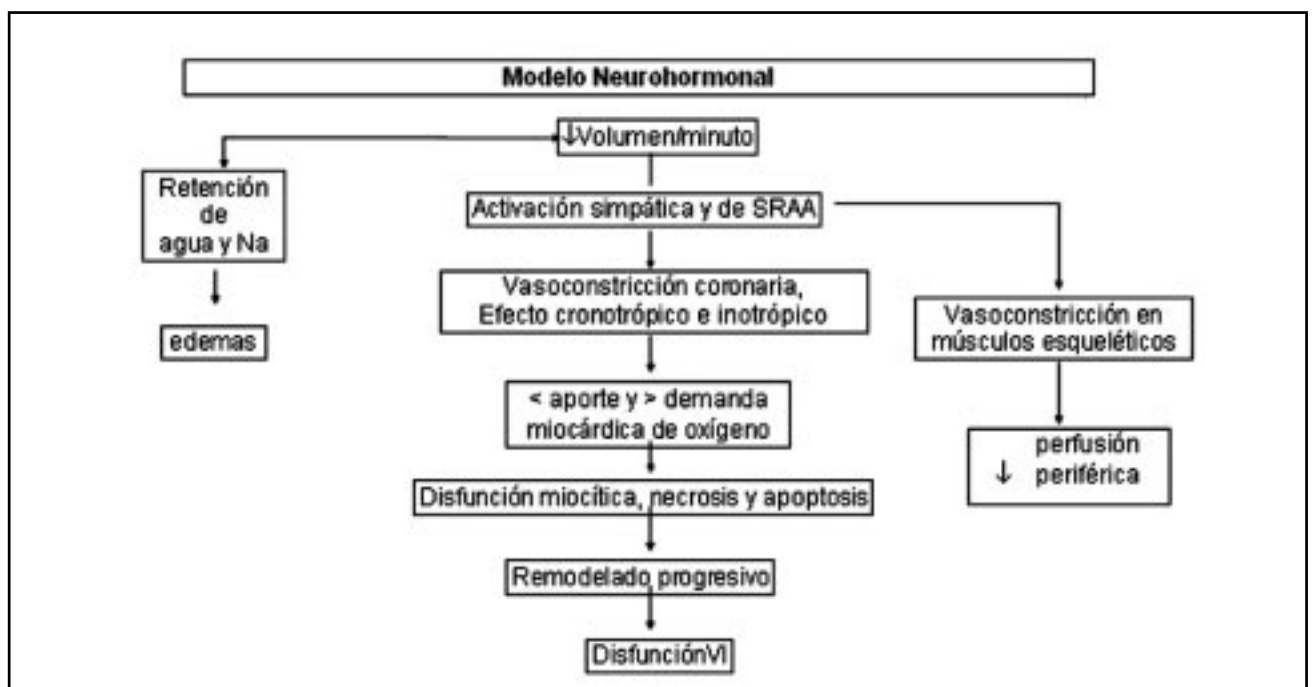 Modelo Neurohormonal
↓Volumen/minuto
Retención
de
agua y Na
edemas
Activación simpática y de SRAA
Vasoconstricción coronaria,
Efecto cronotrópico e inotrópico
< aporte y > demanda
miocárdica de oxígeno
Disfunción miocítica, necrosis y apoptosis
Remodelado progresivo
DisfunciónVI
Vasoconstricción en
músculos esqueléticos
perfusión
↓ periférica